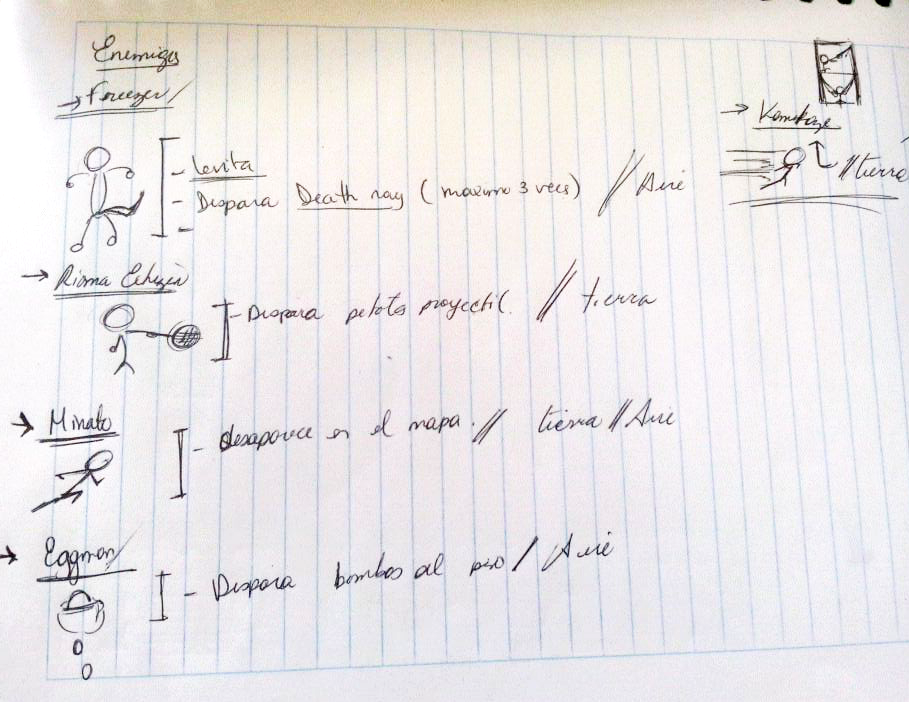 Enemigos
→ Freezer/
- levita
- Dispara Death ray (maximo 3 veces) // Aire
-
→ Rioma Echizen
- Dispara pelotas proyectil. // tierra
→ Minato
- desaparece en el mapa. // tierra // Aire
→ Eggman/
- Dispara bombas al piso / Aire
→ Kamikaze
// tierra